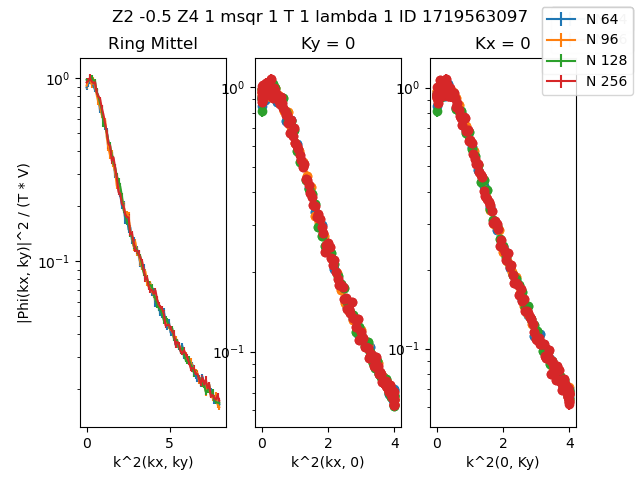 Z2 -0.5 Z4 1 msqr 1 T 1 lambda 1 ID 1719563097
N 64
N 96
N 128
N 256
Ring Mittel
Ky = 0
Kx = 0
|Phi(kx, ky)|^2 / (T * V)
10^0
10^-1
10^0
10^-1
10^0
10^-1
0 5
0 2 4
0 2 4
k^2(kx, ky)
k^2(kx, 0)
k^2(0, Ky)